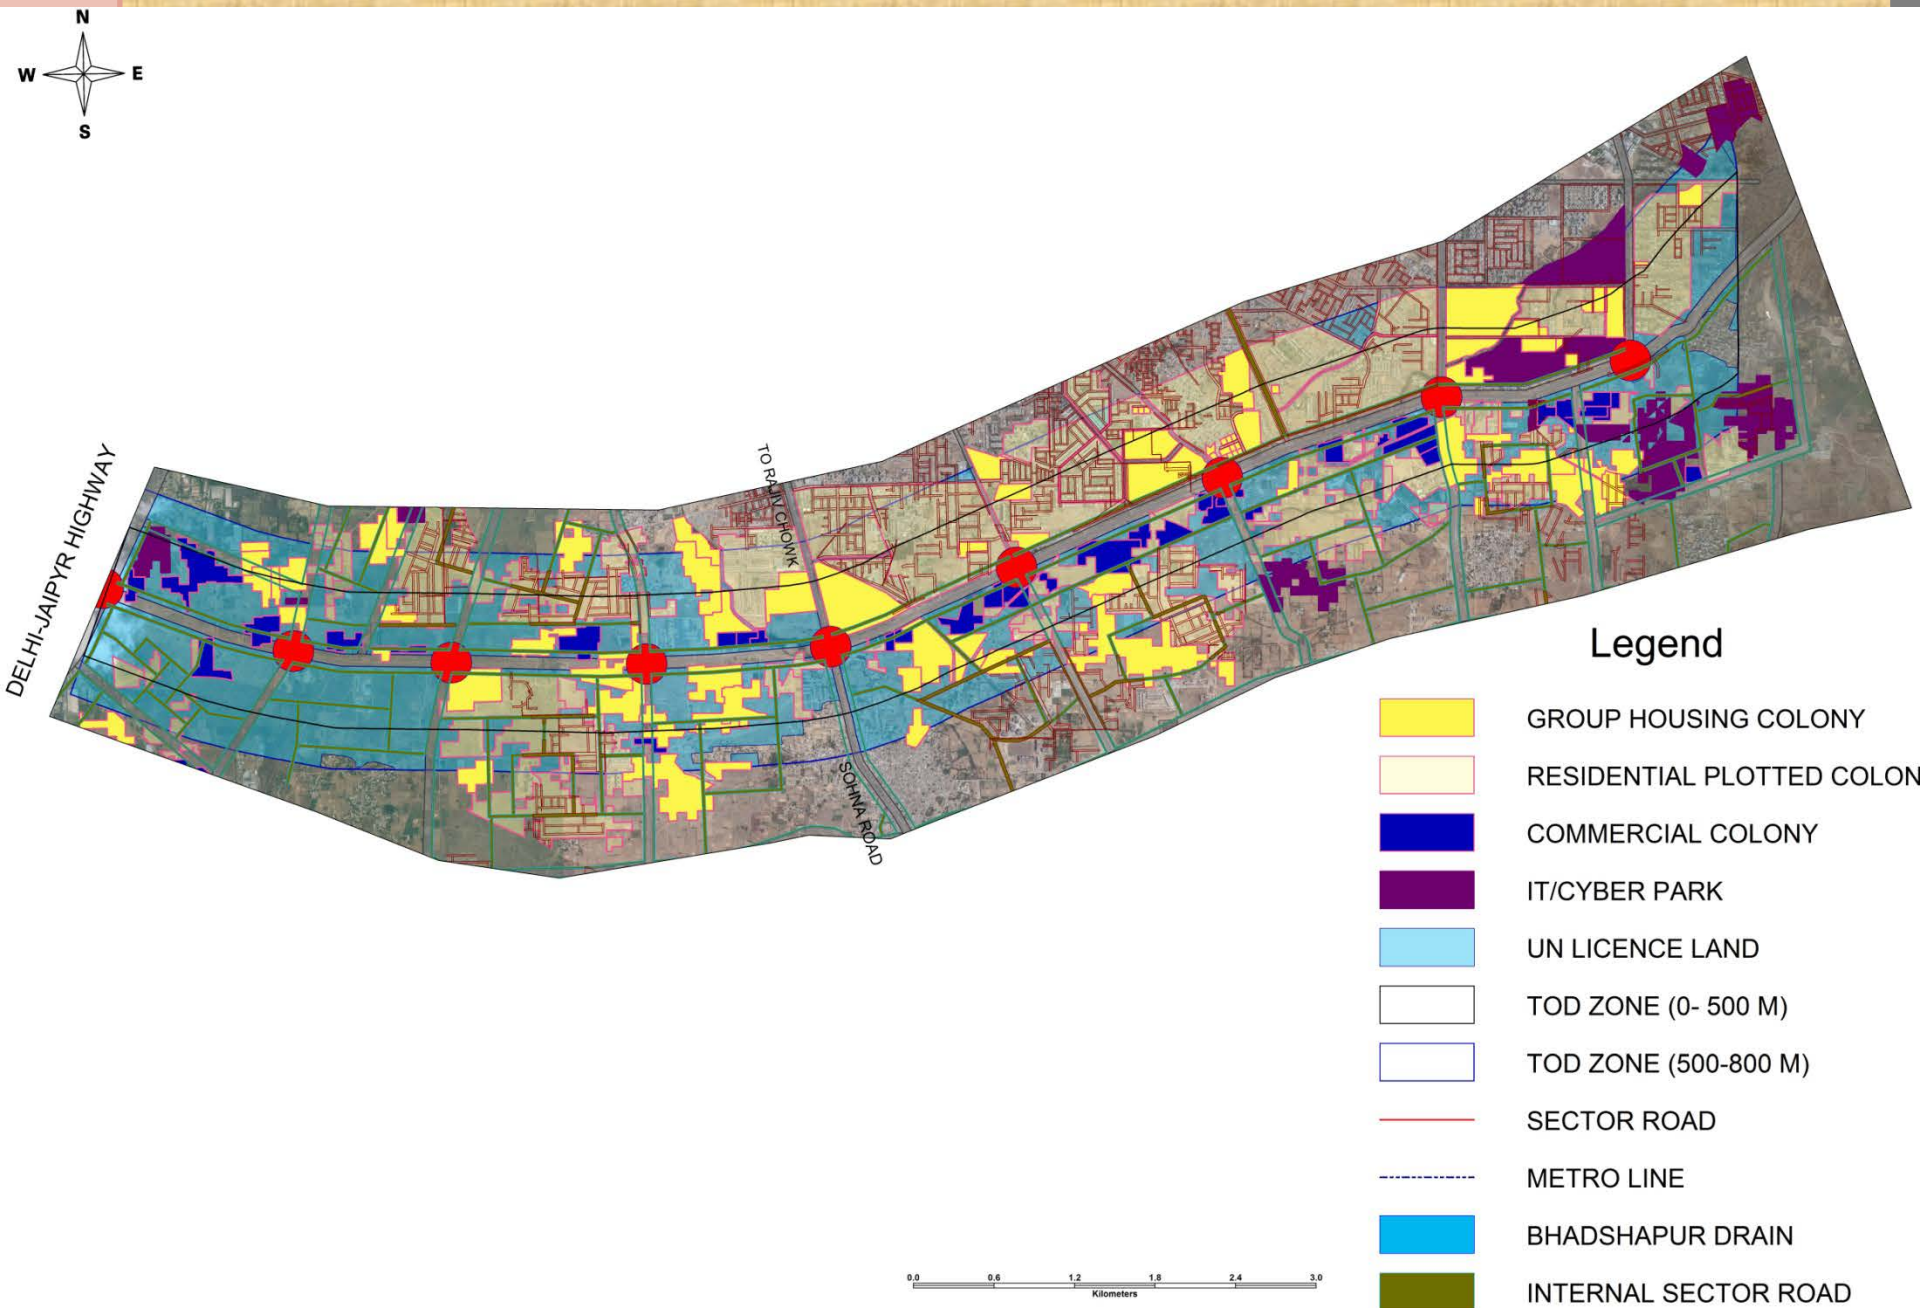 N
W E
S
DELHI-JAIPYR HIGHWAY
TO RAJIV CHOWK
SOHNA ROAD
Legend
GROUP HOUSING COLONY
RESIDENTIAL PLOTTED COLON
COMMERCIAL COLONY
IT/CYBER PARK
UN LICENCE LAND
TOD ZONE (0- 500 M)
TOD ZONE (500-800 M)
SECTOR ROAD
METRO LINE
BHADSHAPUR DRAIN
INTERNAL SECTOR ROAD
0.0 0.6 1.2 1.8 2.4 3.0
Kilometers